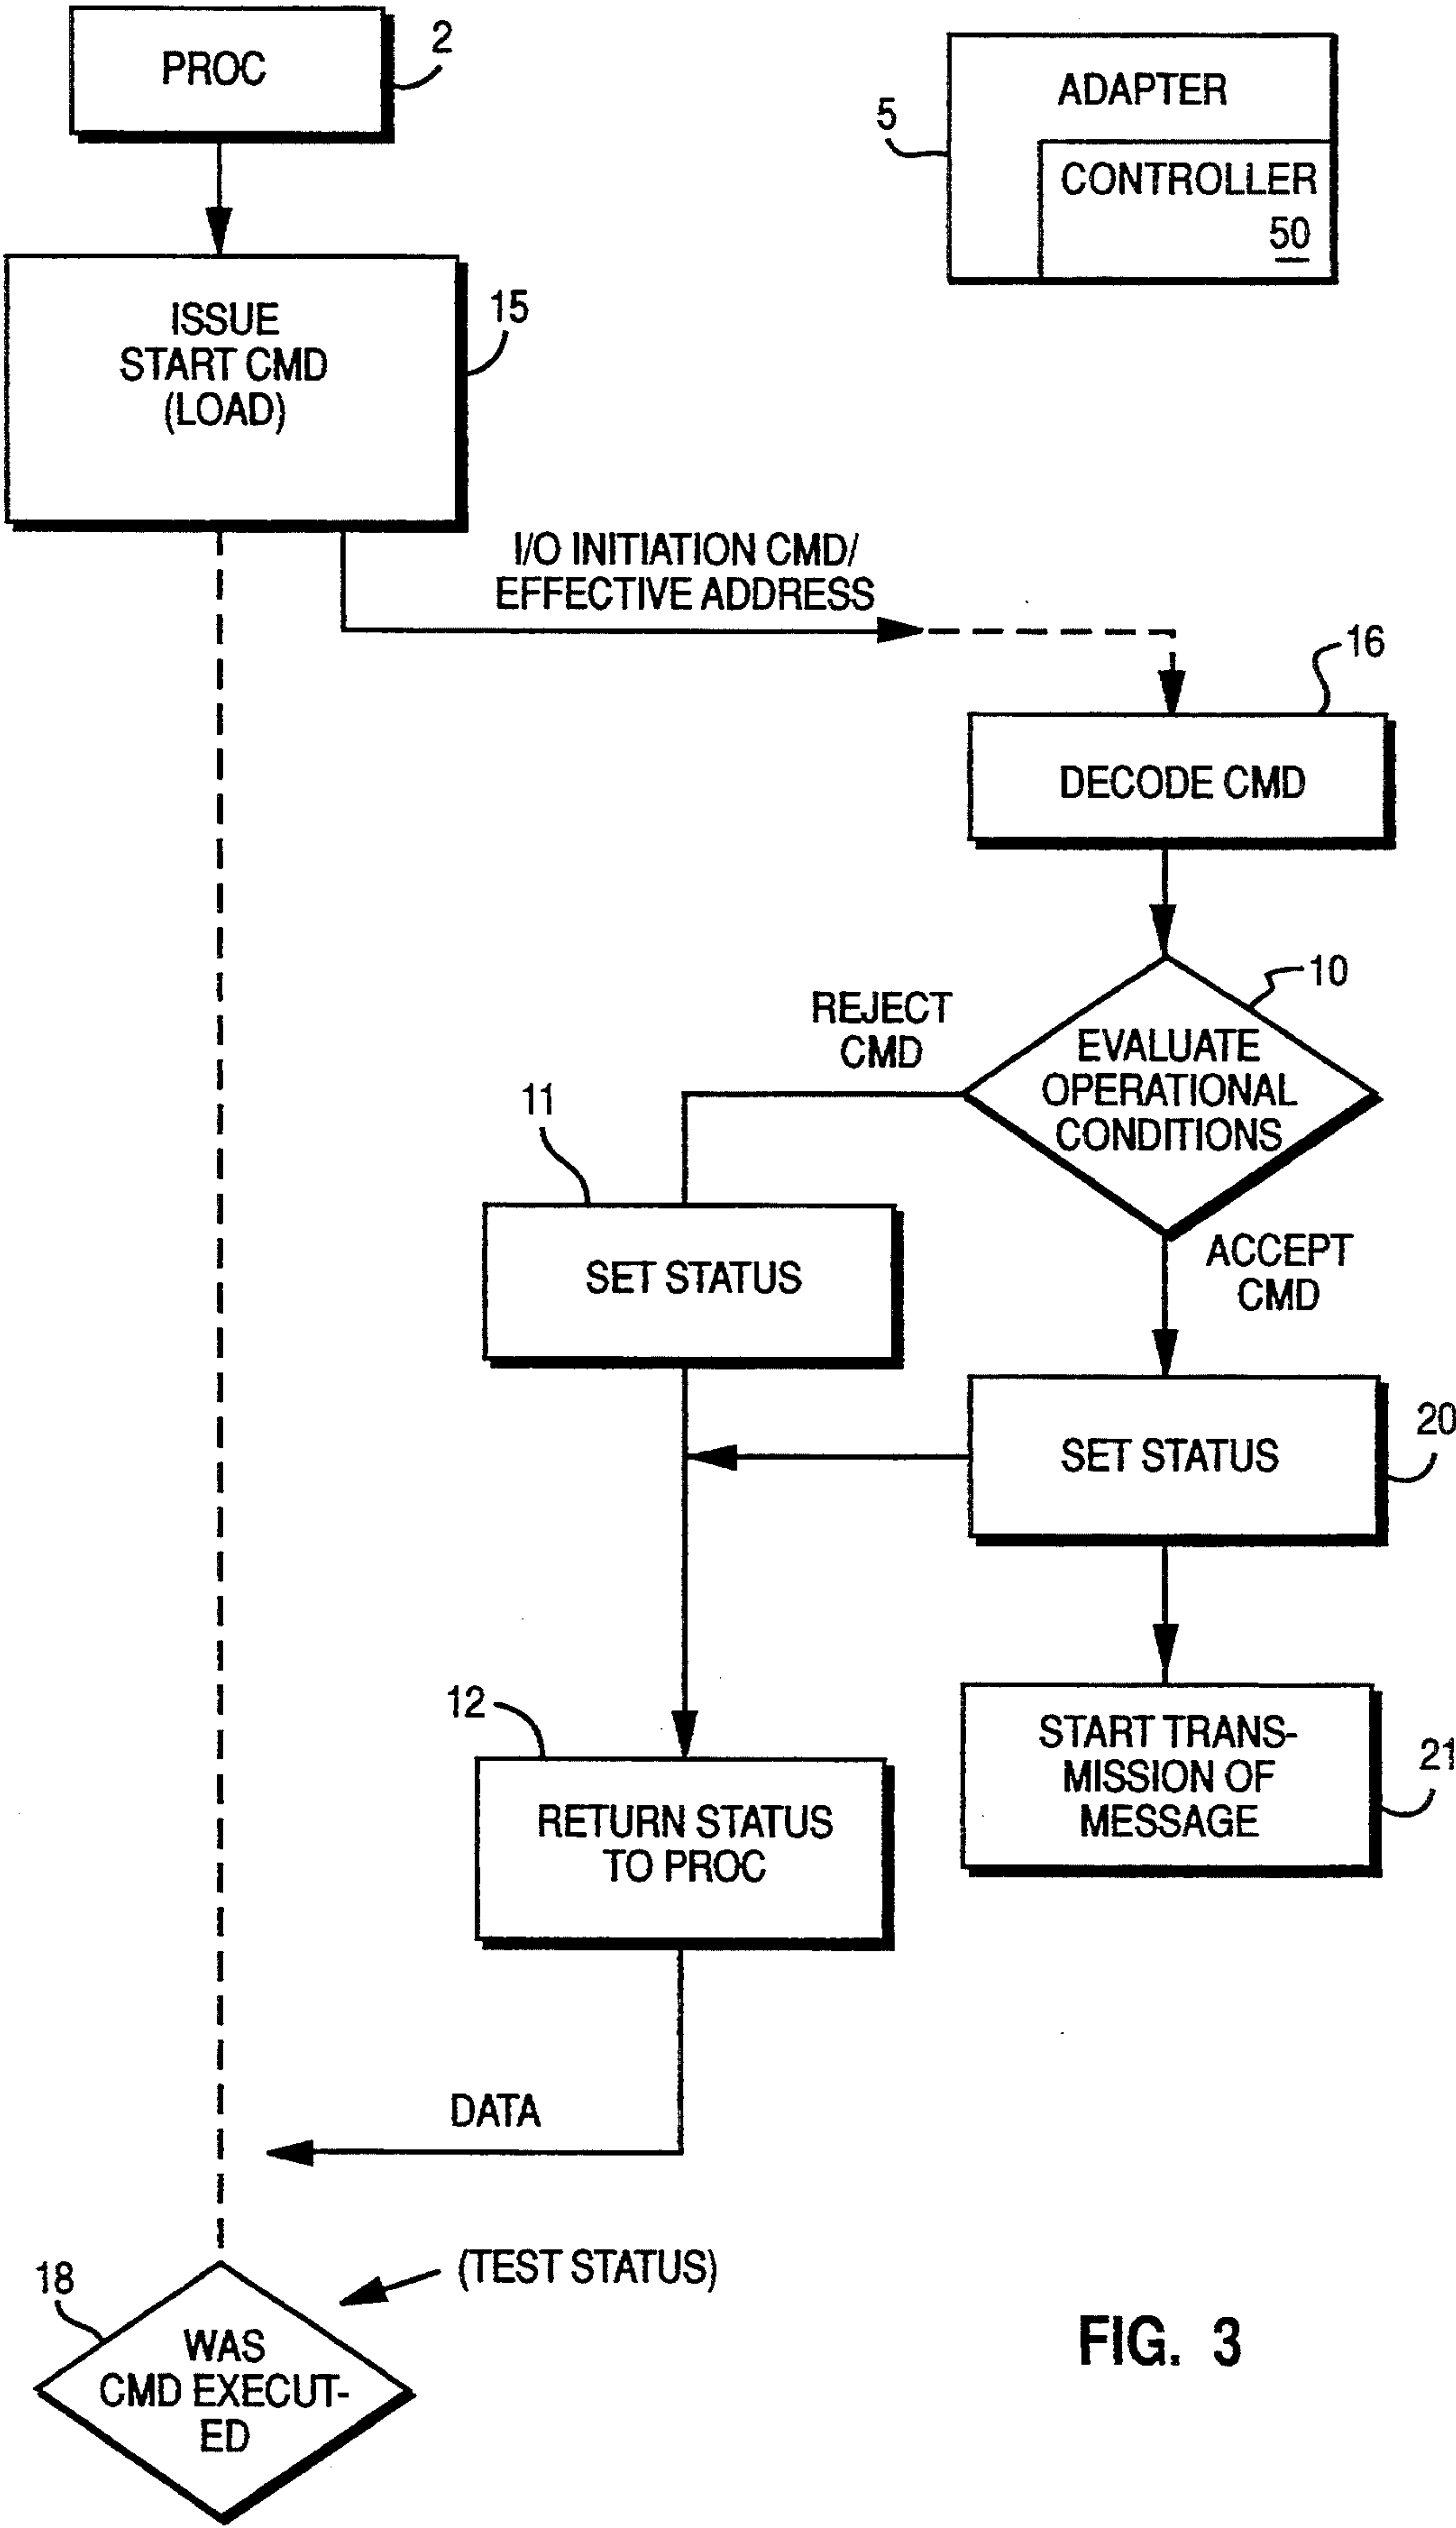 PROC
2
ADAPTER
5
CONTROLLER
50
ISSUE
START CMD
(LOAD)
15
I/O INITIATION CMD/
EFFECTIVE ADDRESS
16
DECODE CMD
10
REJECT
CMD
EVALUATE
OPERATIONAL
CONDITIONS
11
SET STATUS
ACCEPT
CMD
20
SET STATUS
12
RETURN STATUS
TO PROC
START TRANS-
MISSION OF
MESSAGE
21
DATA
(TEST STATUS)
18
WAS
CMD EXECUT-
ED
FIG. 3